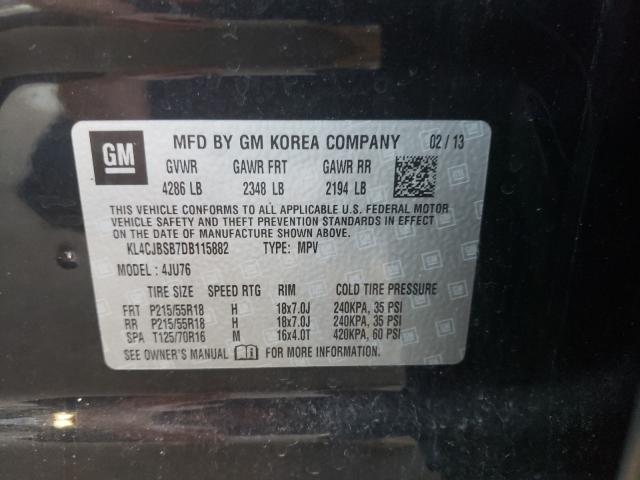 GM
MFD BY GM KOREA COMPANY 02 / 13
GVWR GAWR FRT GAWR RR
4286 LB 2348 LB 2194 LB
THIS VEHICLE CONFORMS TO ALL APPLICABLE U.S. FEDERAL MOTOR
VEHICLE SAFETY AND THEFT PREVENTION STANDARDS IN EFFECT
ON THE DATE OF MANUFACTURE SHOWN ABOVE.
KL4CJBSB7DB115882 TYPE: MPV
MODEL : 4JU76
TIRE SIZE SPEED RTG RIM COLD TIRE PRESSURE
FRT P215/55R18 H 18x7.0J 240KPA, 35 PSI
RR P215/55R18 H 18x7.0J 240KPA, 35 PSI
SPA T125/70R16 M 16x4.0T 420KPA, 60 PSI
SEE OWNER'S MANUAL FOR MORE INFORMATION.